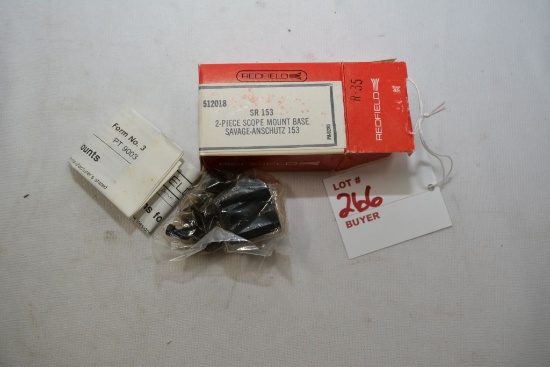 REDFIELD
512018
SR 153
2-PIECE SCOPE MOUNT BASE
SAVAGE-ANSCHUTZ 153
R-35
REDFIELD
LOT #
266
BUYER
Form No. 3
PT 9003
ounts